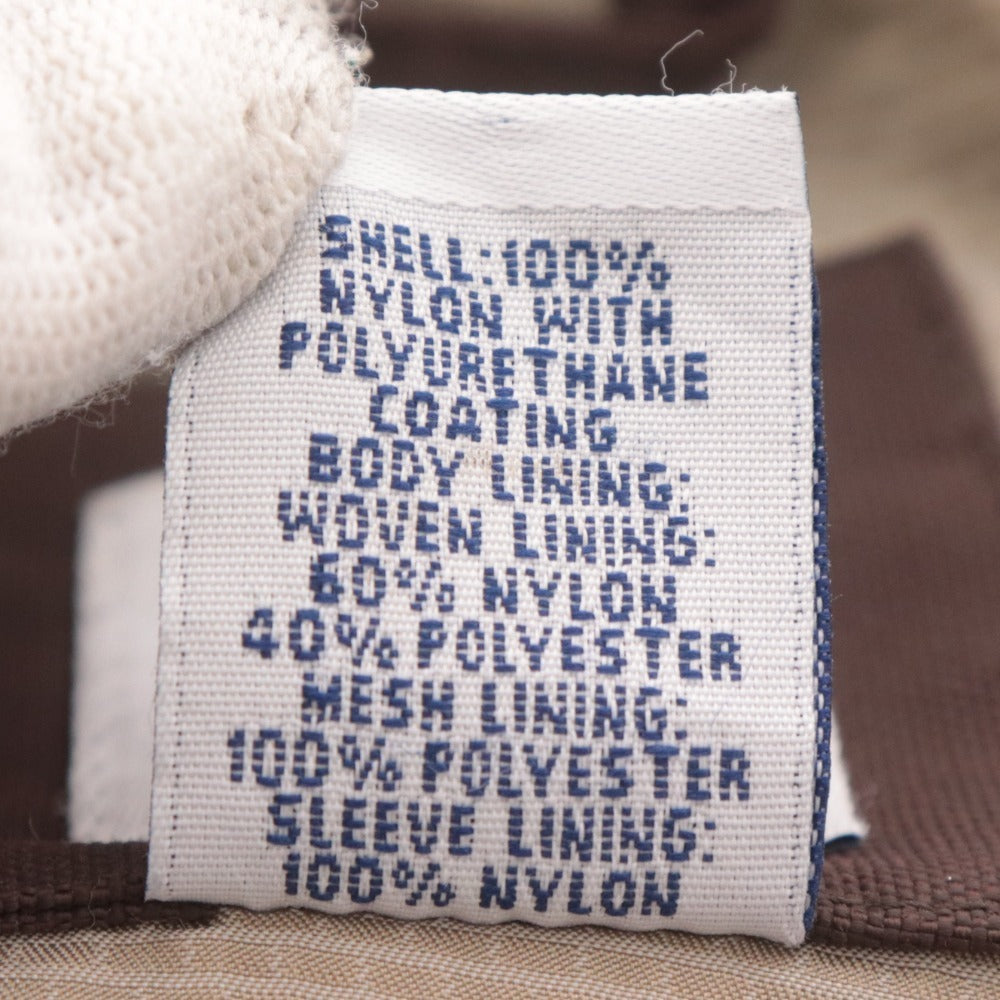 SHELL:100%
NYLON WITH
POLYURETHANE
COATING
BODY LINING:
WOVEN LINING:
60% NYLON
40% POLYESTER
MESH LINING:
100% POLYESTER
SLEEVE LINING:
100% NYLON